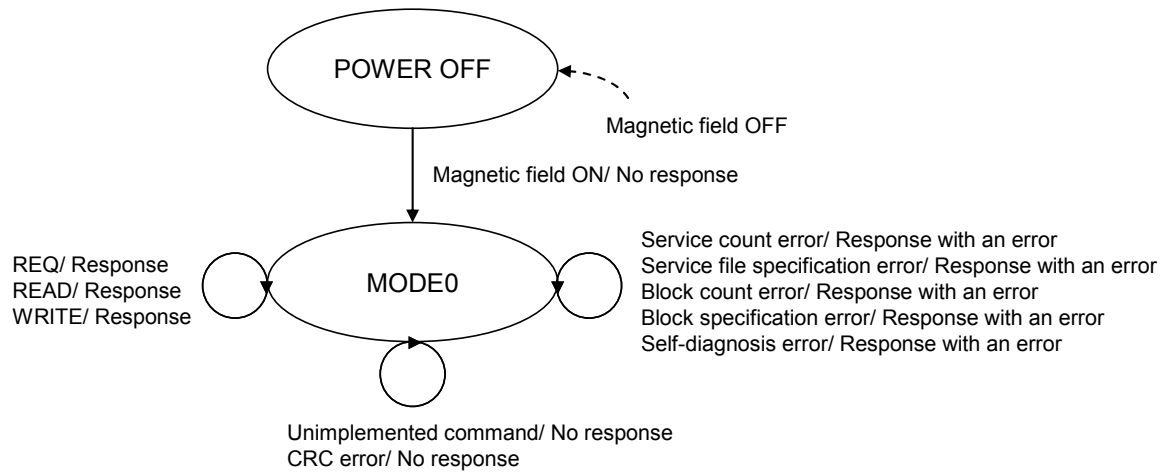 POWER OFF
Magnetic field OFF
Magnetic field ON/ No response
REQ/ Response
READ/ Response
WRITE/ Response
MODE0
Service count error/ Response with an error
Service file specification error/ Response with an error
Block count error/ Response with an error
Block specification error/ Response with an error
Self-diagnosis error/ Response with an error
Unimplemented command/ No response
CRC error/ No response